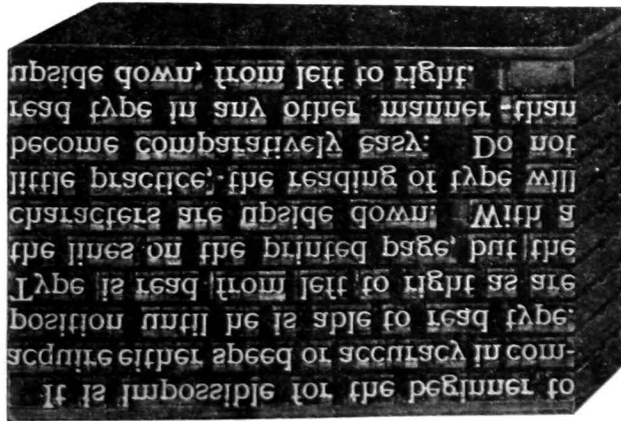 It is impossible for the beginner to
acquire either speed or accuracy in com-
position until he is able to read type.
Type is read from left to right as are
the lines on the printed page, but the
characters are upside down. With a
little practice, the reading of type will
become comparatively easy. Do not
read type in any other manner than
upside down, from left to right.